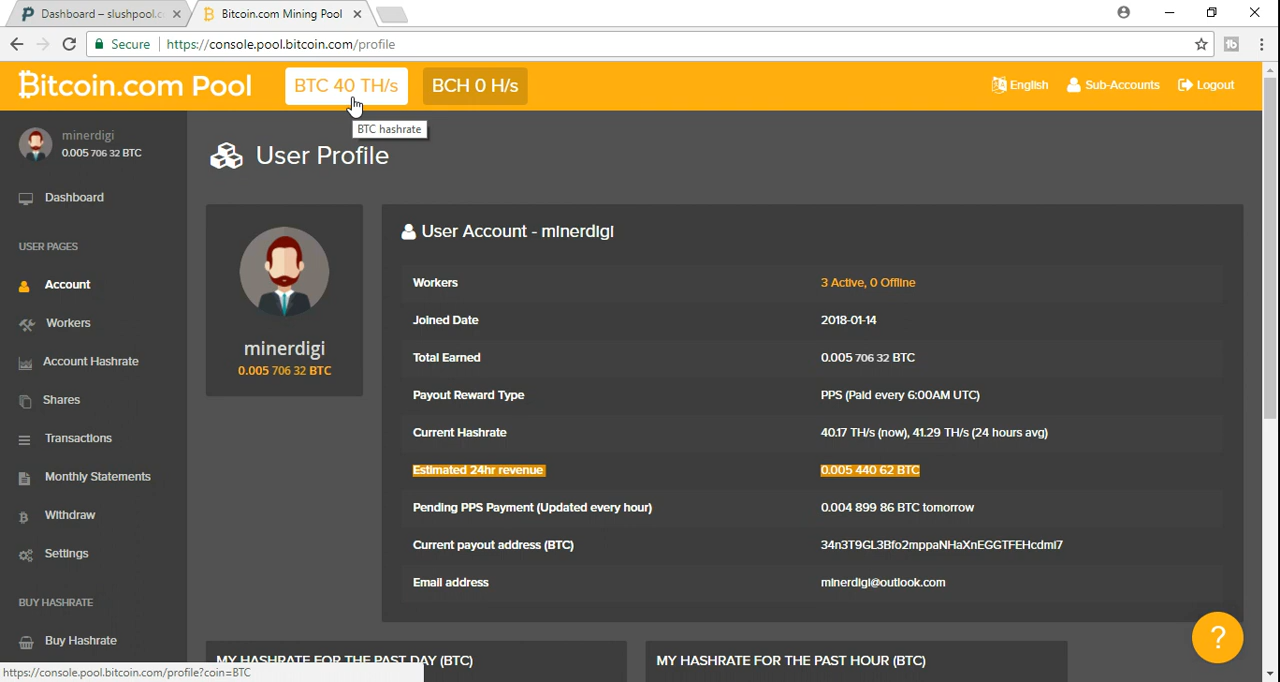 Dashboard – slushpool.c
Bitcoin.com Mining Pool
Secure
https://console.pool.bitcoin.com/profile
Bitcoin.com Pool
BTC 40 TH/s
BCH 0 H/s
English
Sub-Accounts
Logout
BTC hashrate
minerdigi
0.005 706 32 BTC
Dashboard
USER PAGES
Account
Workers
Account Hashrate
Shares
Transactions
Monthly Statements
Withdraw
Settings
BUY HASHRATE
Buy Hashrate
User Profile
minerdigi
0.005 706 32 BTC
User Account - minerdigi
Workers 3 Active, 0 Offline
Joined Date 2018-01-14
Total Earned 0.005 706 32 BTC
Payout Reward Type PPS (Paid every 6:00AM UTC)
Current Hashrate 40.17 TH/s (now), 41.29 TH/s (24 hours avg)
Estimated 24hr revenue 0.005 440 62 BTC
Pending PPS Payment (Updated every hour) 0.004 899 86 BTC tomorrow
Current payout address (BTC) 34n3T9GL3Bfo2mppaNHaXnEGGTFEHcdmi7
Email address minerdigi@outlook.com
MY HASHRATE FOR THE PAST DAY (BTC)
MY HASHRATE FOR THE PAST HOUR (BTC)
?
https://console.pool.bitcoin.com/profile?coin=BTC